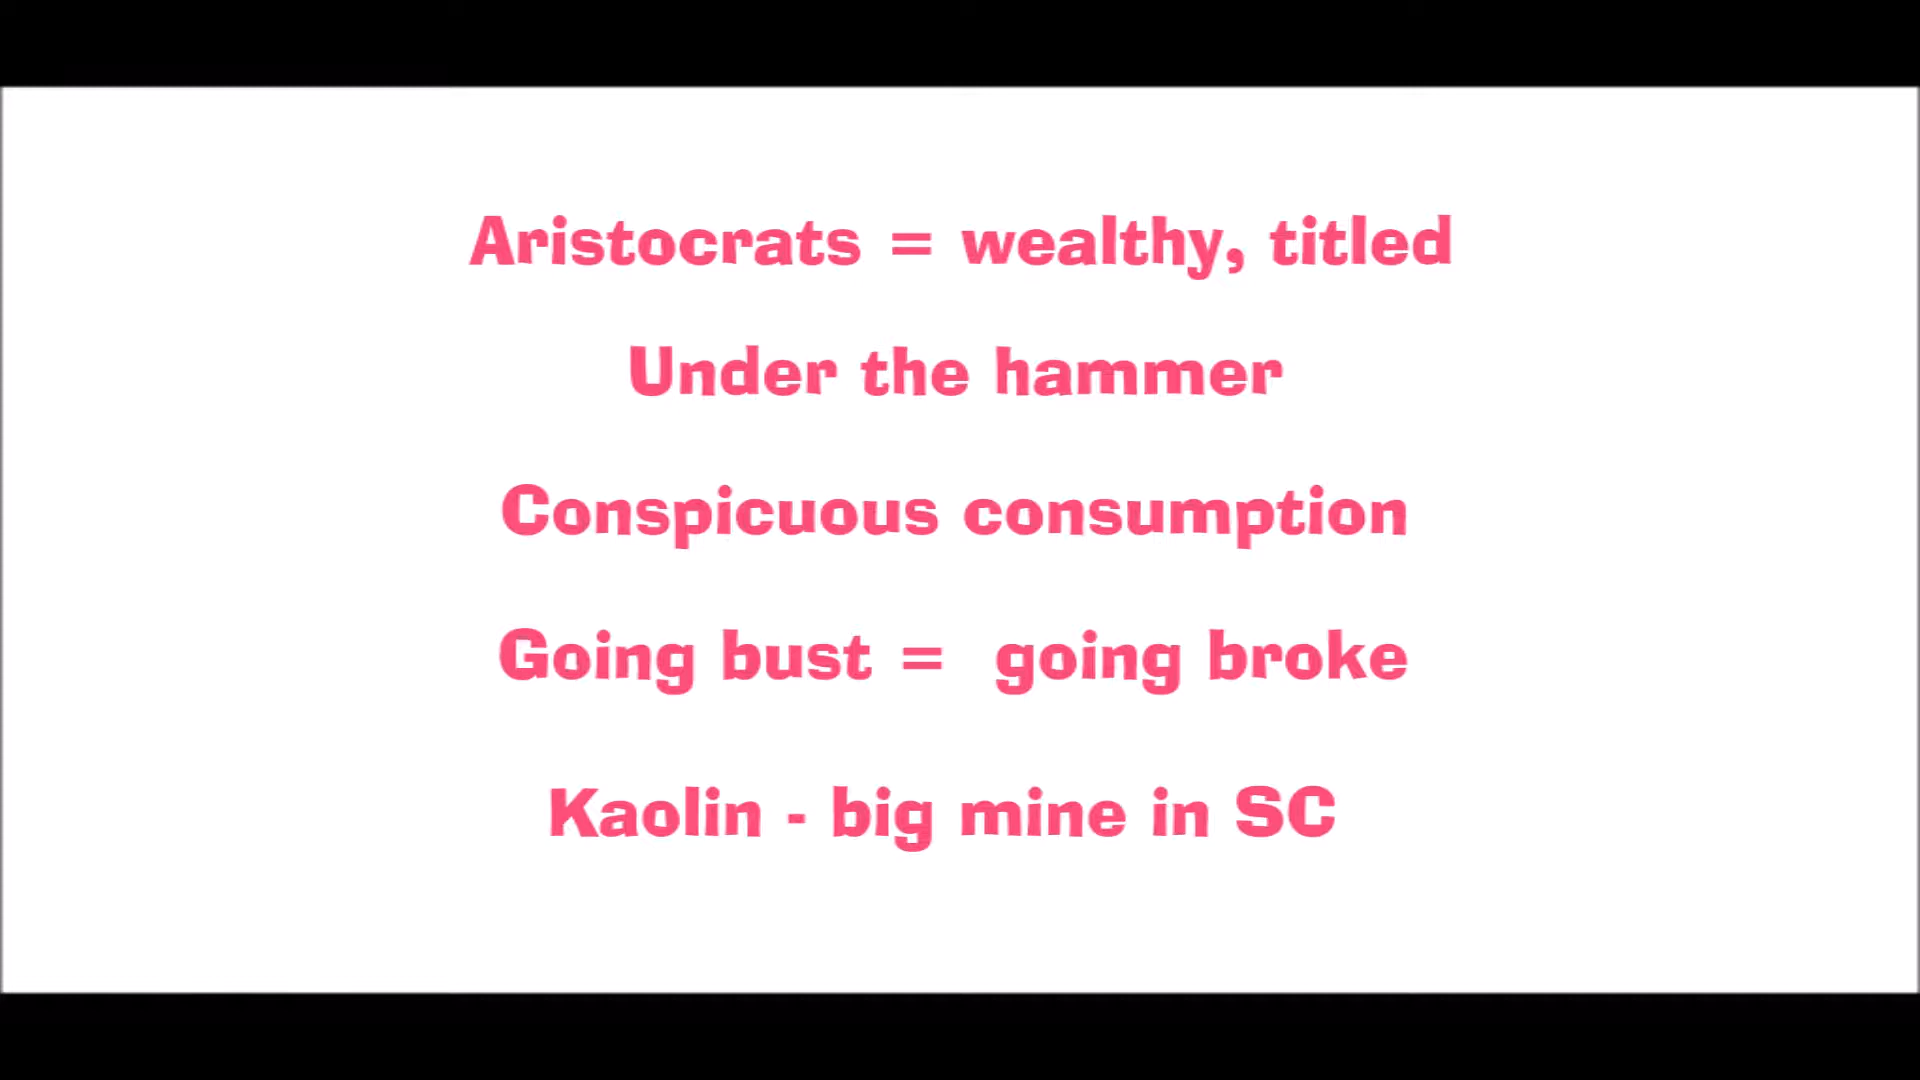 Aristocrats = wealthy, titled
Under the hammer
Conspicuous consumption
Going bust = going broke
Kaolin - big mine in SC